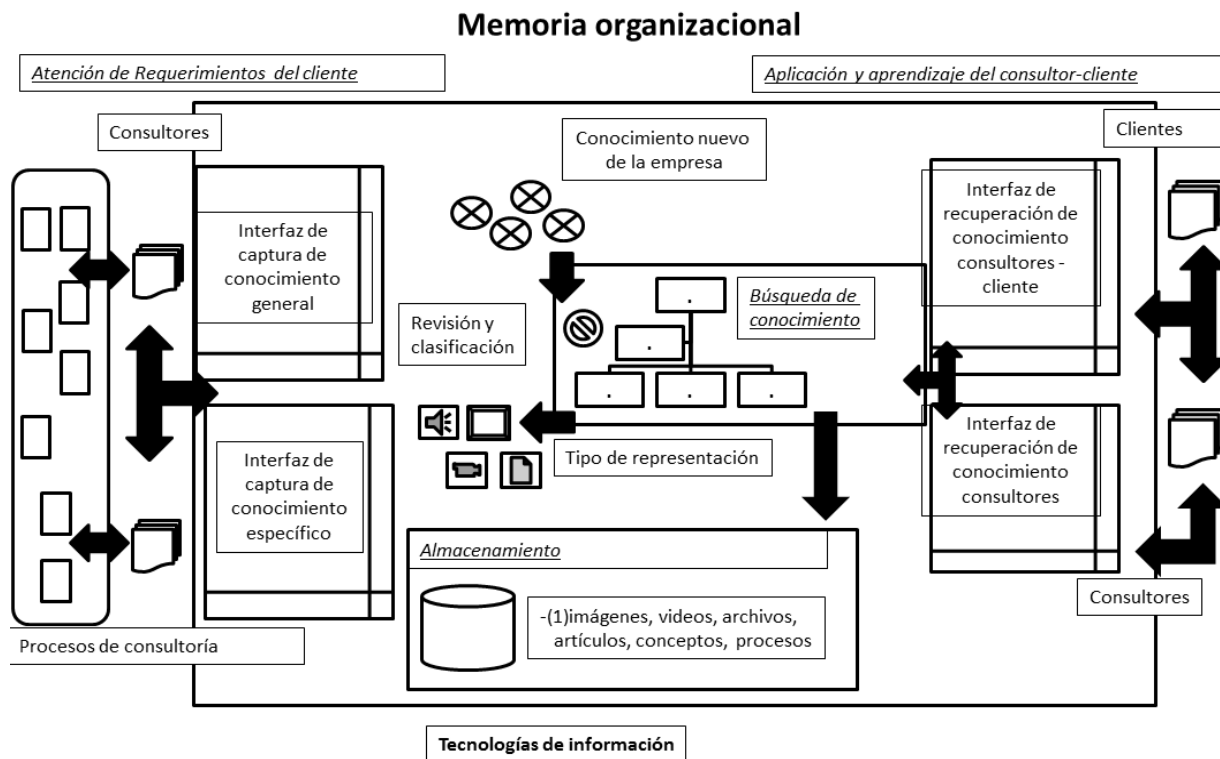 Memoria organizacional
Atención de Requerimientos del cliente
Aplicación y aprendizaje del consultor-cliente
Consultores
Conocimiento nuevo
de la empresa
Clientes
Interfaz de
captura de
conocimiento
general
Interfaz de
recuperación de
conocimiento
consultores -
cliente
Revisión y
clasificación
Búsqueda de
conocimiento
Interfaz de
captura de
conocimiento
específico
Tipo de representación
Interfaz de
recuperación de
conocimiento
consultores
Almacenamiento
-(1)imágenes, videos, archivos,
artículos, conceptos, procesos
Consultores
Procesos de consultoría
Tecnologías de información